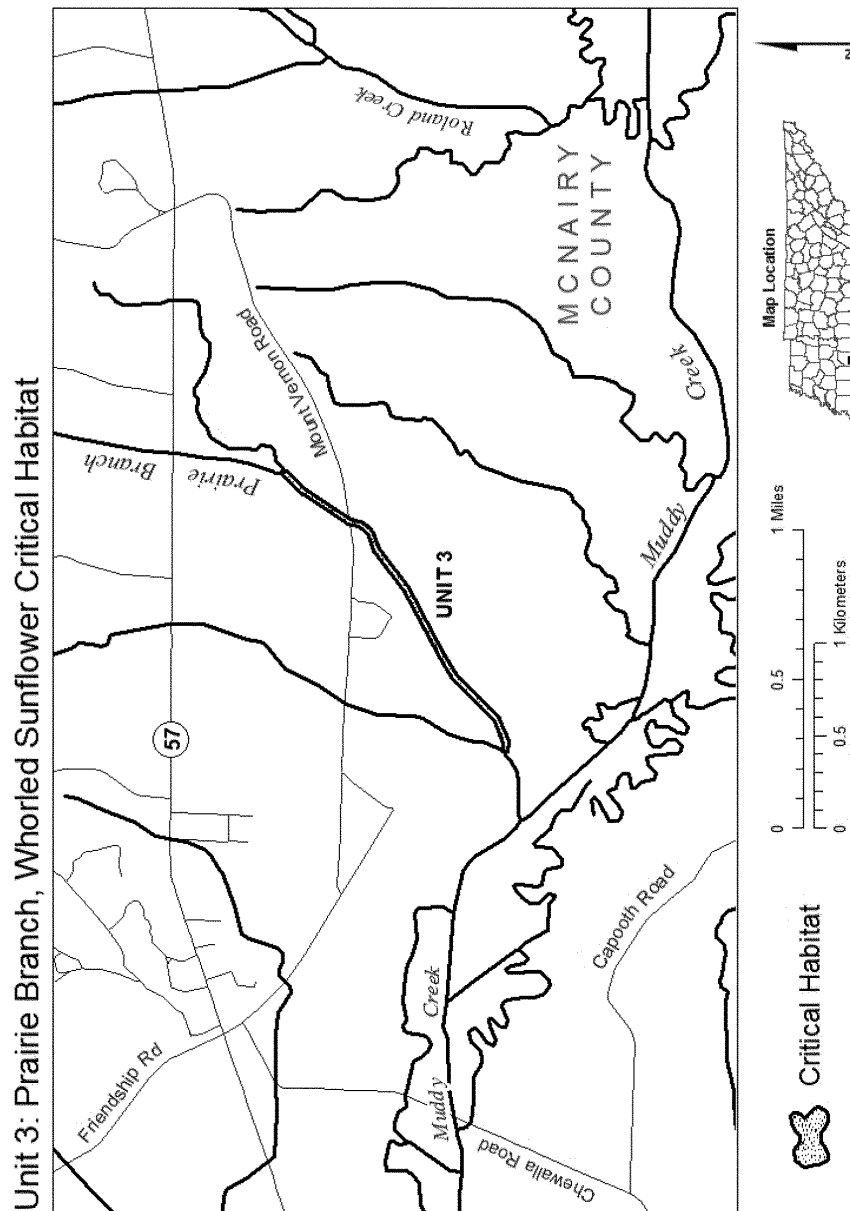 Unit 3: Prairie Branch, Whorled Sunflower Critical Habitat
Friendship Rd
57
Prairie Branch
Mount Vernon Road
Roland Creek
UNIT 3
MCNAIRY
COUNTY
Muddy Creek
Muddy Creek
Chewalla Road
Capooth Road
Critical Habitat
0 0.5 1 Miles
0 0.5 1 Kilometers
Map Location
N